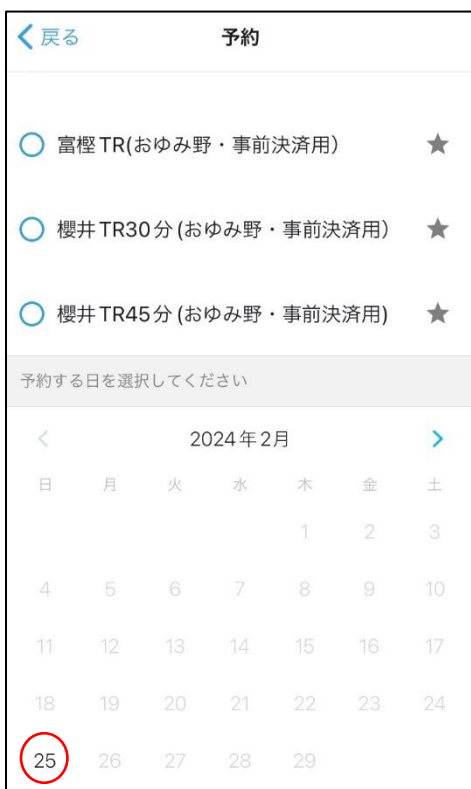 戻る 予約
富樫TR(おゆみ野・事前決済用）
櫻井TR30分(おゆみ野・事前決済用）
櫻井TR45分(おゆみ野・事前決済用)
予約する日を選択してください
2024年2月
日 月 火 水 木 金 土
1 2 3
4 5 6 7 8 9 10
11 12 13 14 15 16 17
18 19 20 21 22 23 24
25 26 27 28 29